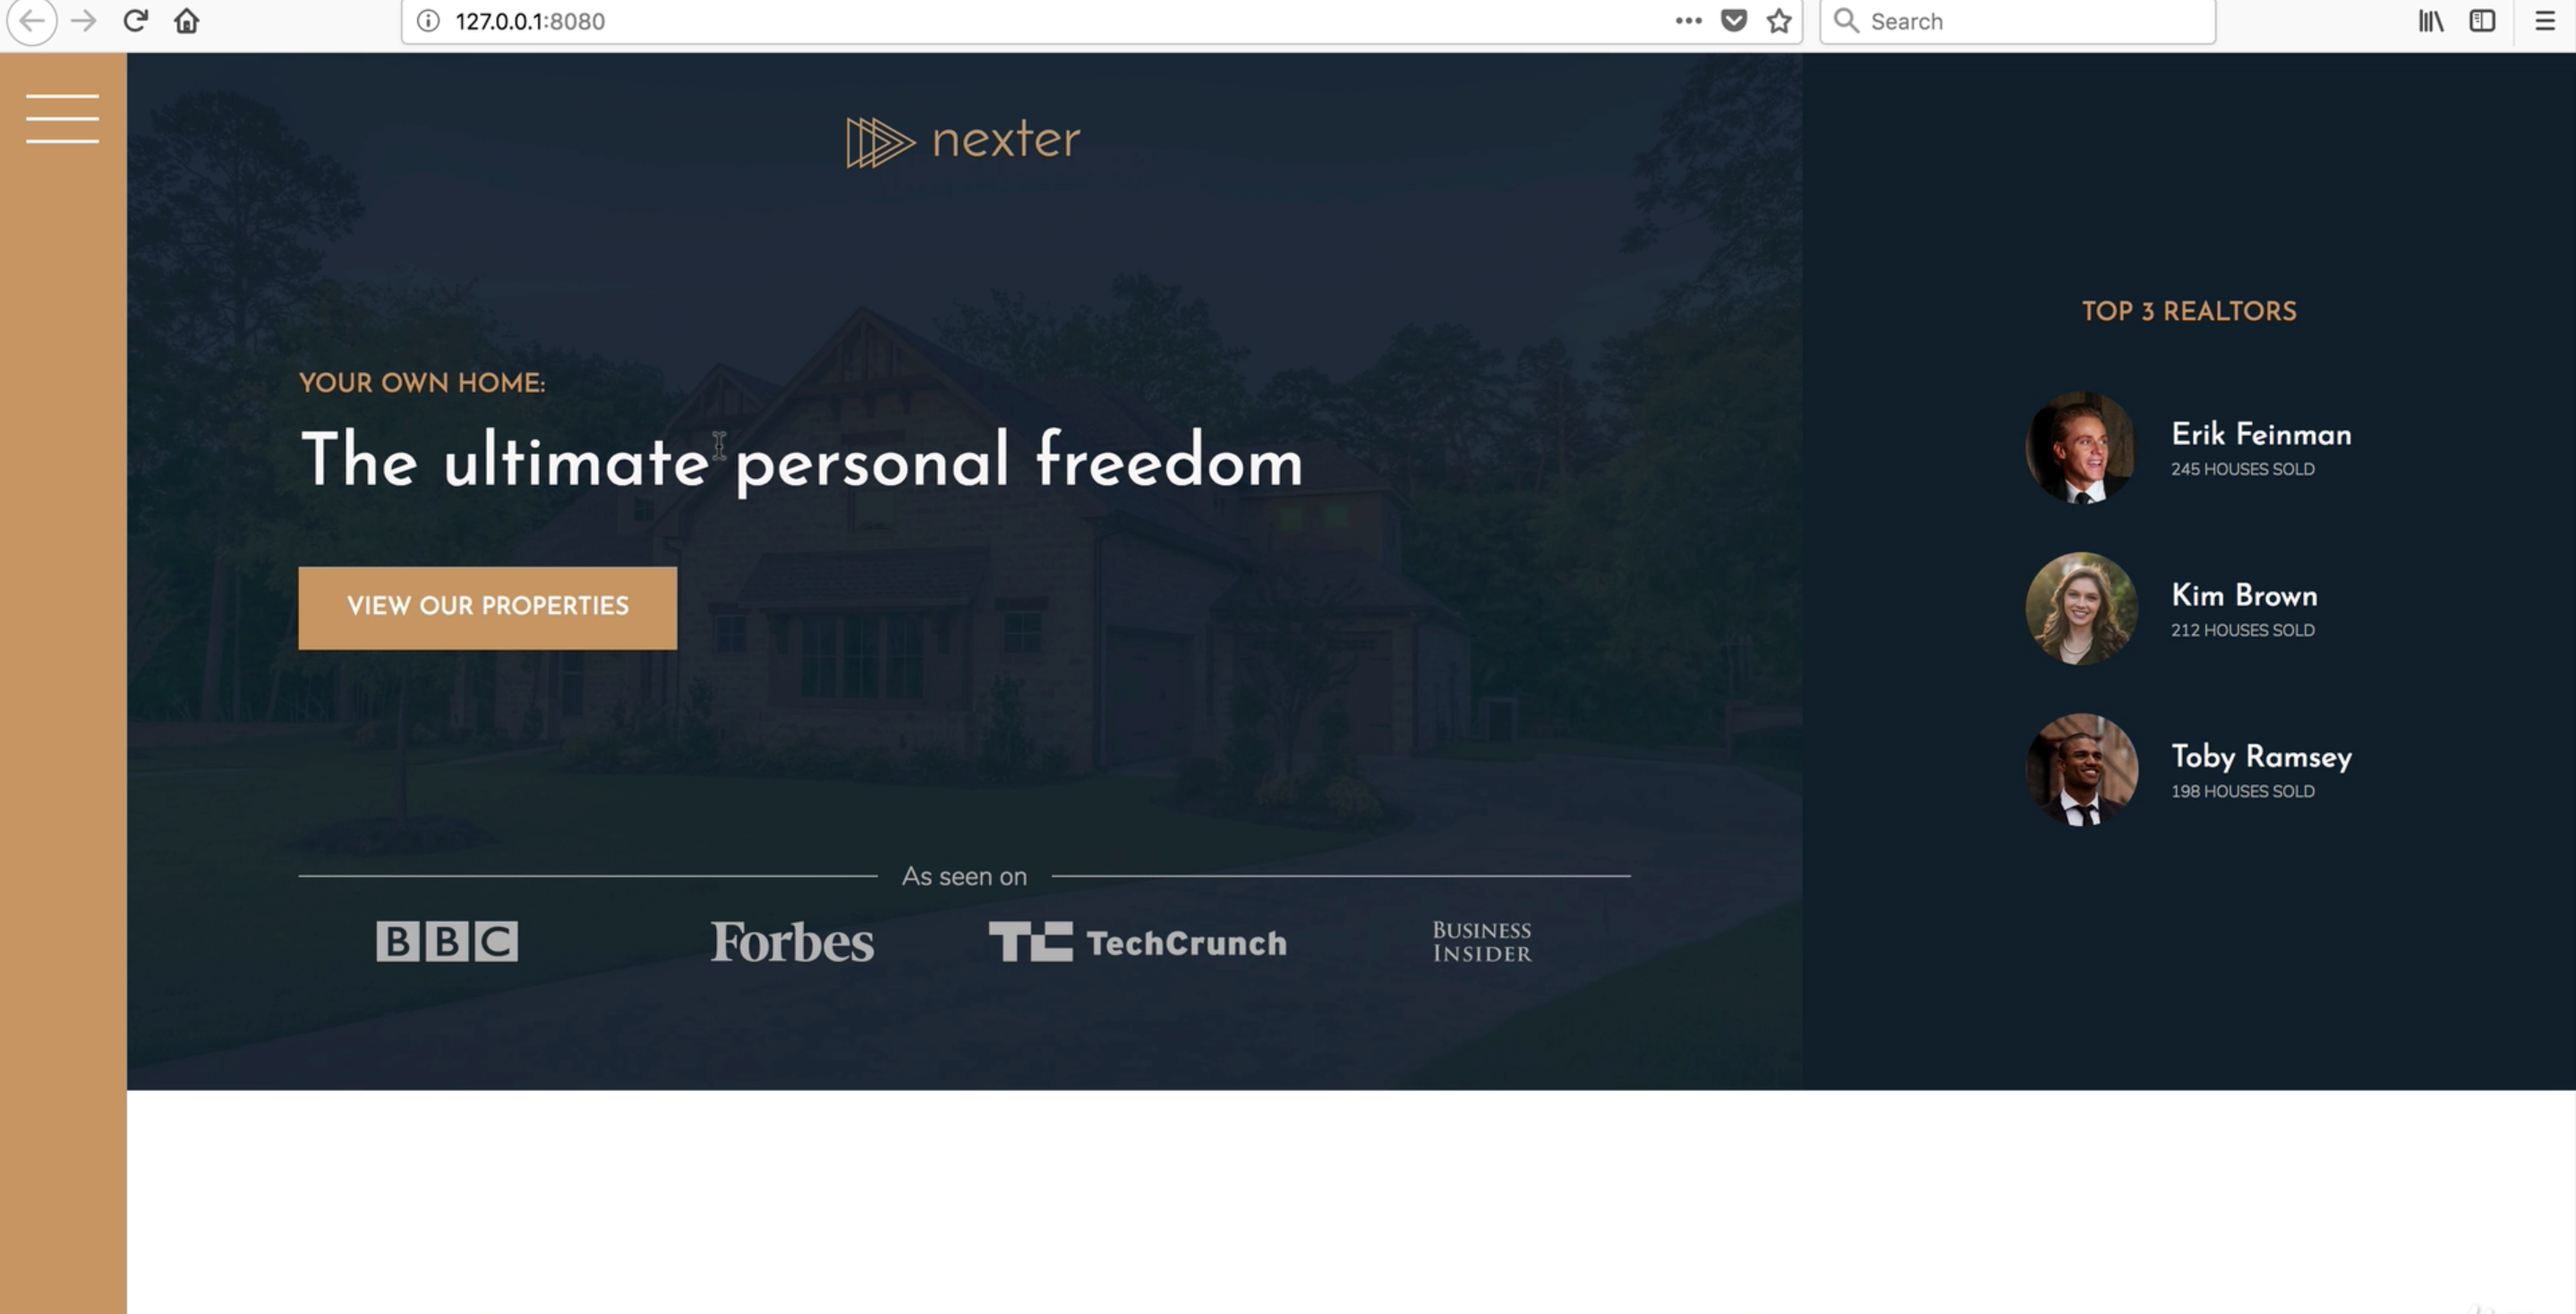 127.0.0.1:8080
Search
nexter
YOUR OWN HOME:
The ultimate personal freedom
VIEW OUR PROPERTIES
As seen on
BBC
Forbes
TC TechCrunch
BUSINESS
INSIDER
TOP 3 REALTORS
Erik Feinman
245 HOUSES SOLD
Kim Brown
212 HOUSES SOLD
Toby Ramsey
198 HOUSES SOLD